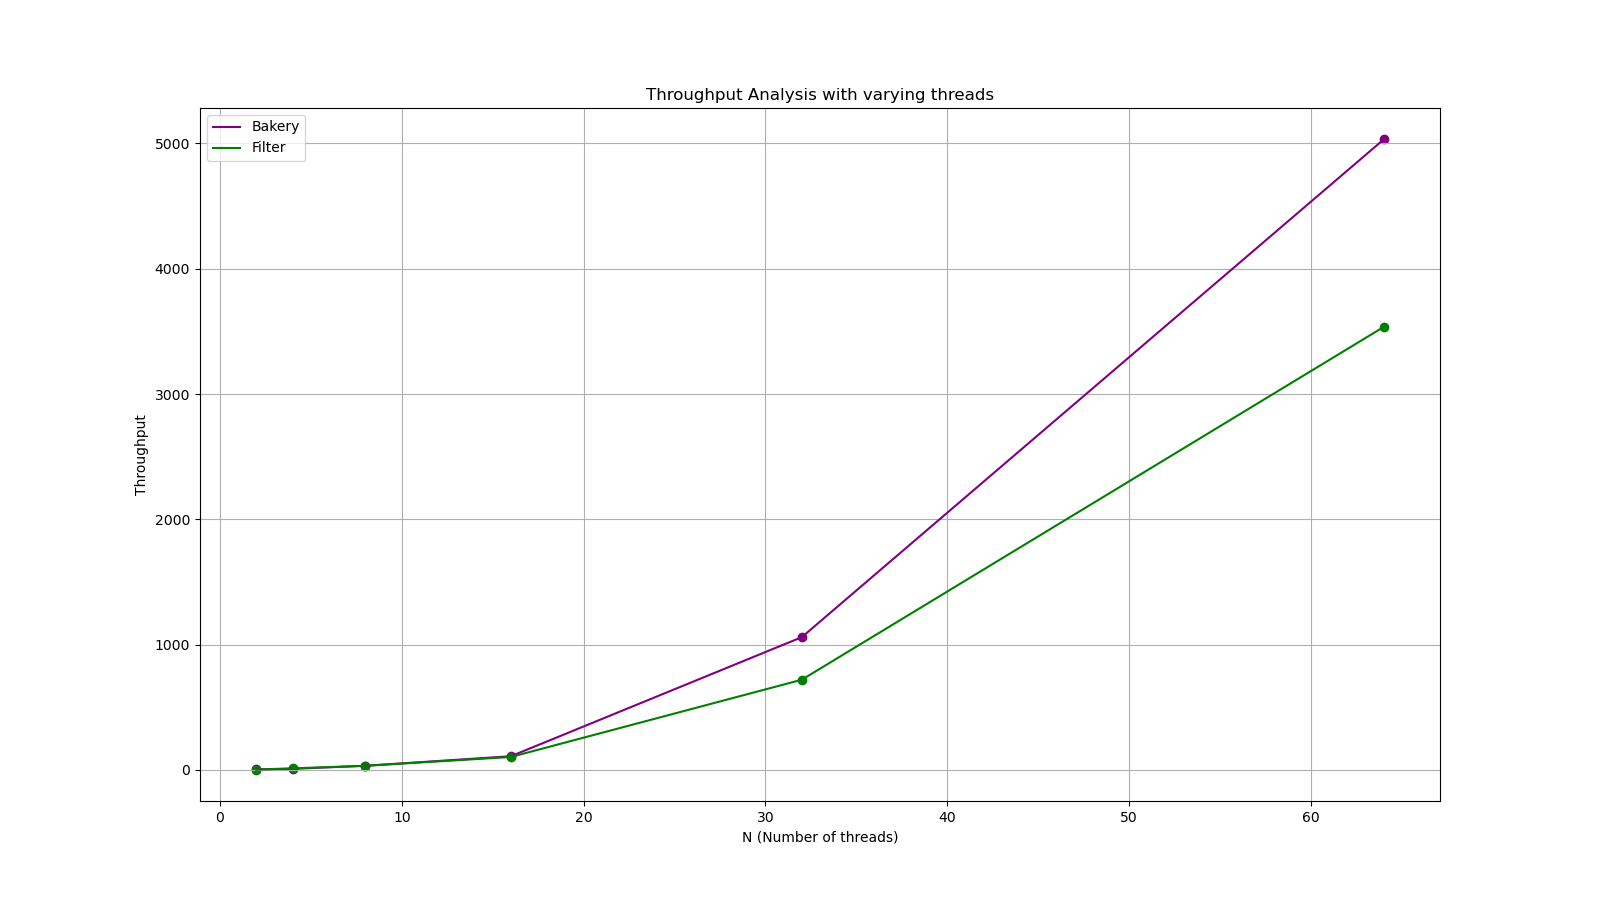 Throughput Analysis with varying threads
Bakery
Filter
5000
4000
3000
2000
1000
0
Throughput
0 10 20 30 40 50 60
N (Number of threads)